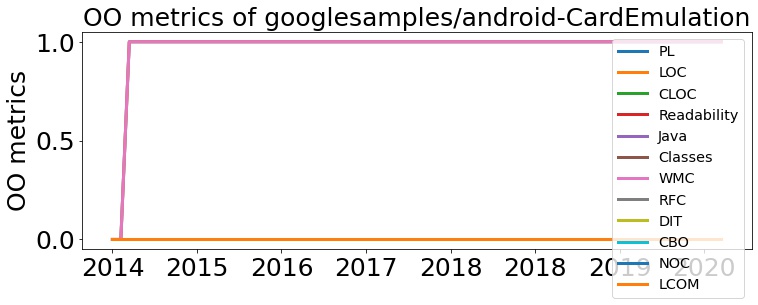 OO metrics of googlesamples/android-CardEmulation
OO metrics
1.0
0.5
0.0
2014 2015 2016 2017 2018 2018 2019 2020
PL
LOC
CLOC
Readability
Java
Classes
WMC
RFC
DIT
CBO
NOC
LCOM